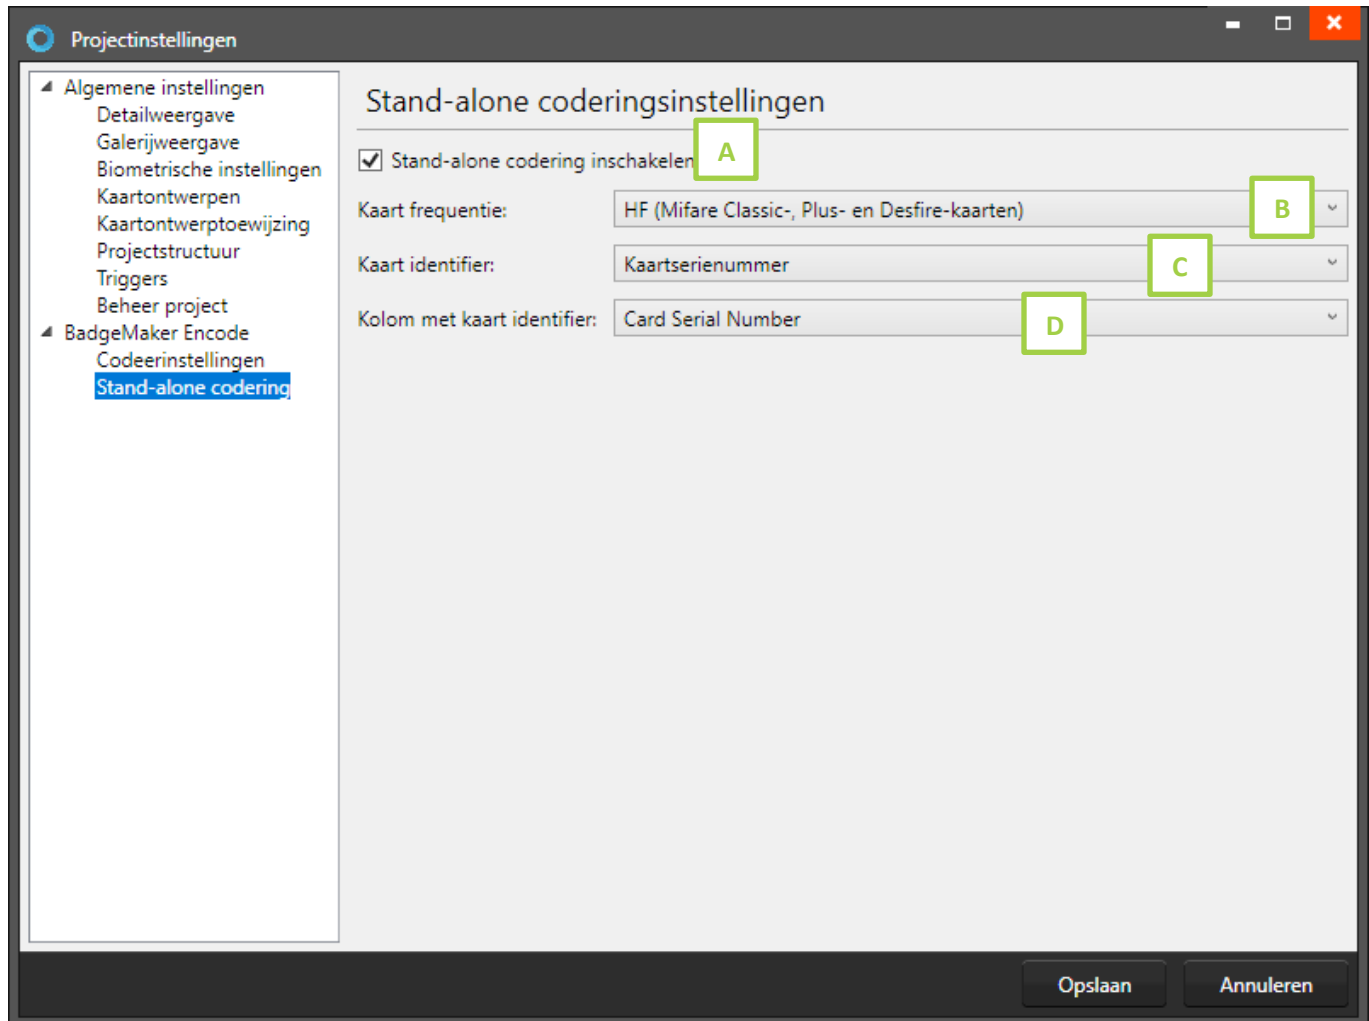 Projectinstellingen
Algemene instellingen
Detailweergave
Galerijweergave
Biometrische instellingen
Kaartontwerpen
Kaartontwerptoewijzing
Projectstructuur
Triggers
Beheer project
BadgeMaker Encode
Codeerinstellingen
Stand-alone codering
Stand-alone coderingsinstellingen
Stand-alone codering inschakelen A
Kaart frequentie: HF (Mifare Classic-, Plus- en Desfire-kaarten) B
Kaart identifier: Kaartserienummer C
Kolom met kaart identifier: Card Serial Number D
Opslaan Annuleren